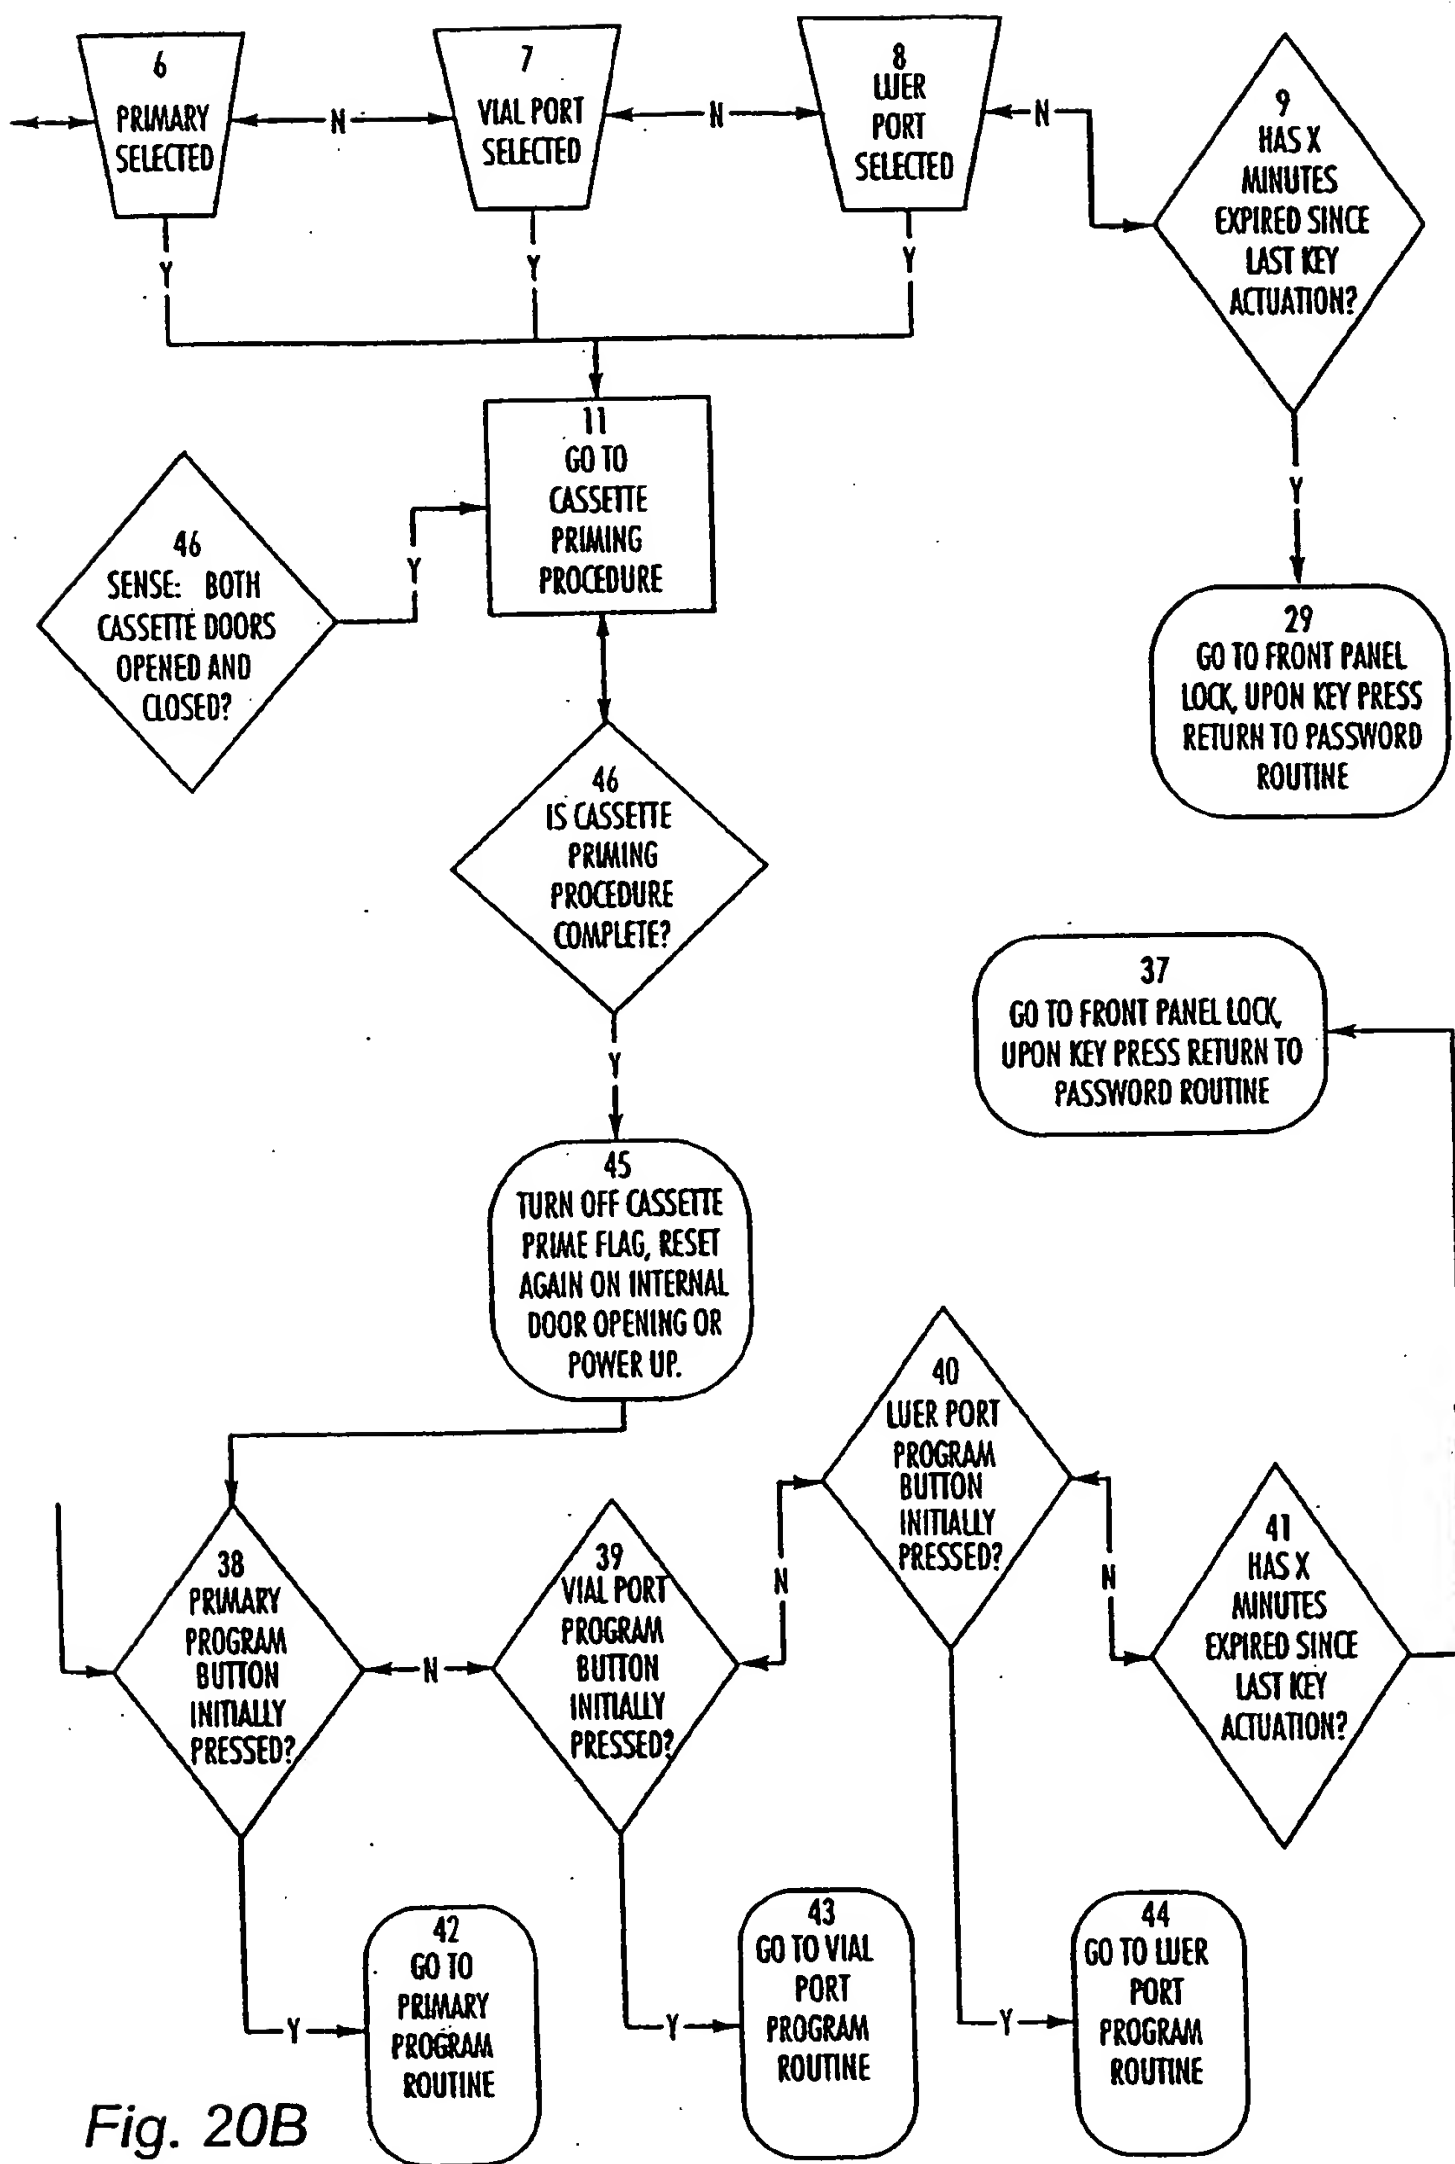 6
PRIMARY
SELECTED
N
7
VIAL PORT
SELECTED
N
8
LUER
PORT
SELECTED
N
9
HAS X
MINUTES
EXPIRED SINCE
LAST KEY
ACTUATION?
Y
Y
Y
Y
11
GO TO
CASSETTE
PRIMING
PROCEDURE
46
SENSE: BOTH
CASSETTE DOORS
OPENED AND
CLOSED?
Y
29
GO TO FRONT PANEL
LOCK, UPON KEY PRESS
RETURN TO PASSWORD
ROUTINE
46
IS CASSETTE
PRIMING
PROCEDURE
COMPLETE?
Y
37
GO TO FRONT PANEL LOCK,
UPON KEY PRESS RETURN TO
PASSWORD ROUTINE
45
TURN OFF CASSETTE
PRIME FLAG, RESET
AGAIN ON INTERNAL
DOOR OPENING OR
POWER UP.
38
PRIMARY
PROGRAM
BUTTON
INITIALLY
PRESSED?
N
39
VIAL PORT
PROGRAM
BUTTON
INITIALLY
PRESSED?
N
40
LUER PORT
PROGRAM
BUTTON
INITIALLY
PRESSED?
N
41
HAS X
MINUTES
EXPIRED SINCE
LAST KEY
ACTUATION?
Y
42
GO TO
PRIMARY
PROGRAM
ROUTINE
Y
43
GO TO VIAL
PORT
PROGRAM
ROUTINE
Y
44
GO TO LUER
PORT
PROGRAM
ROUTINE
Fig. 20B